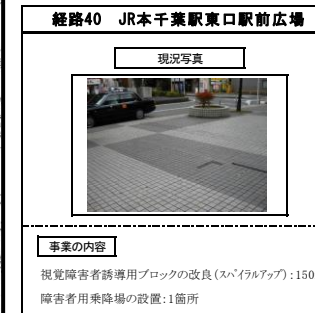 経路40 JR本千葉駅東口駅前広場
現況写真
事業の内容
視覚障害者誘導用ブロックの改良(ｽﾊﾟｲﾗﾙｱｯﾌﾟ):150
障害者用乗降場の設置:1箇所